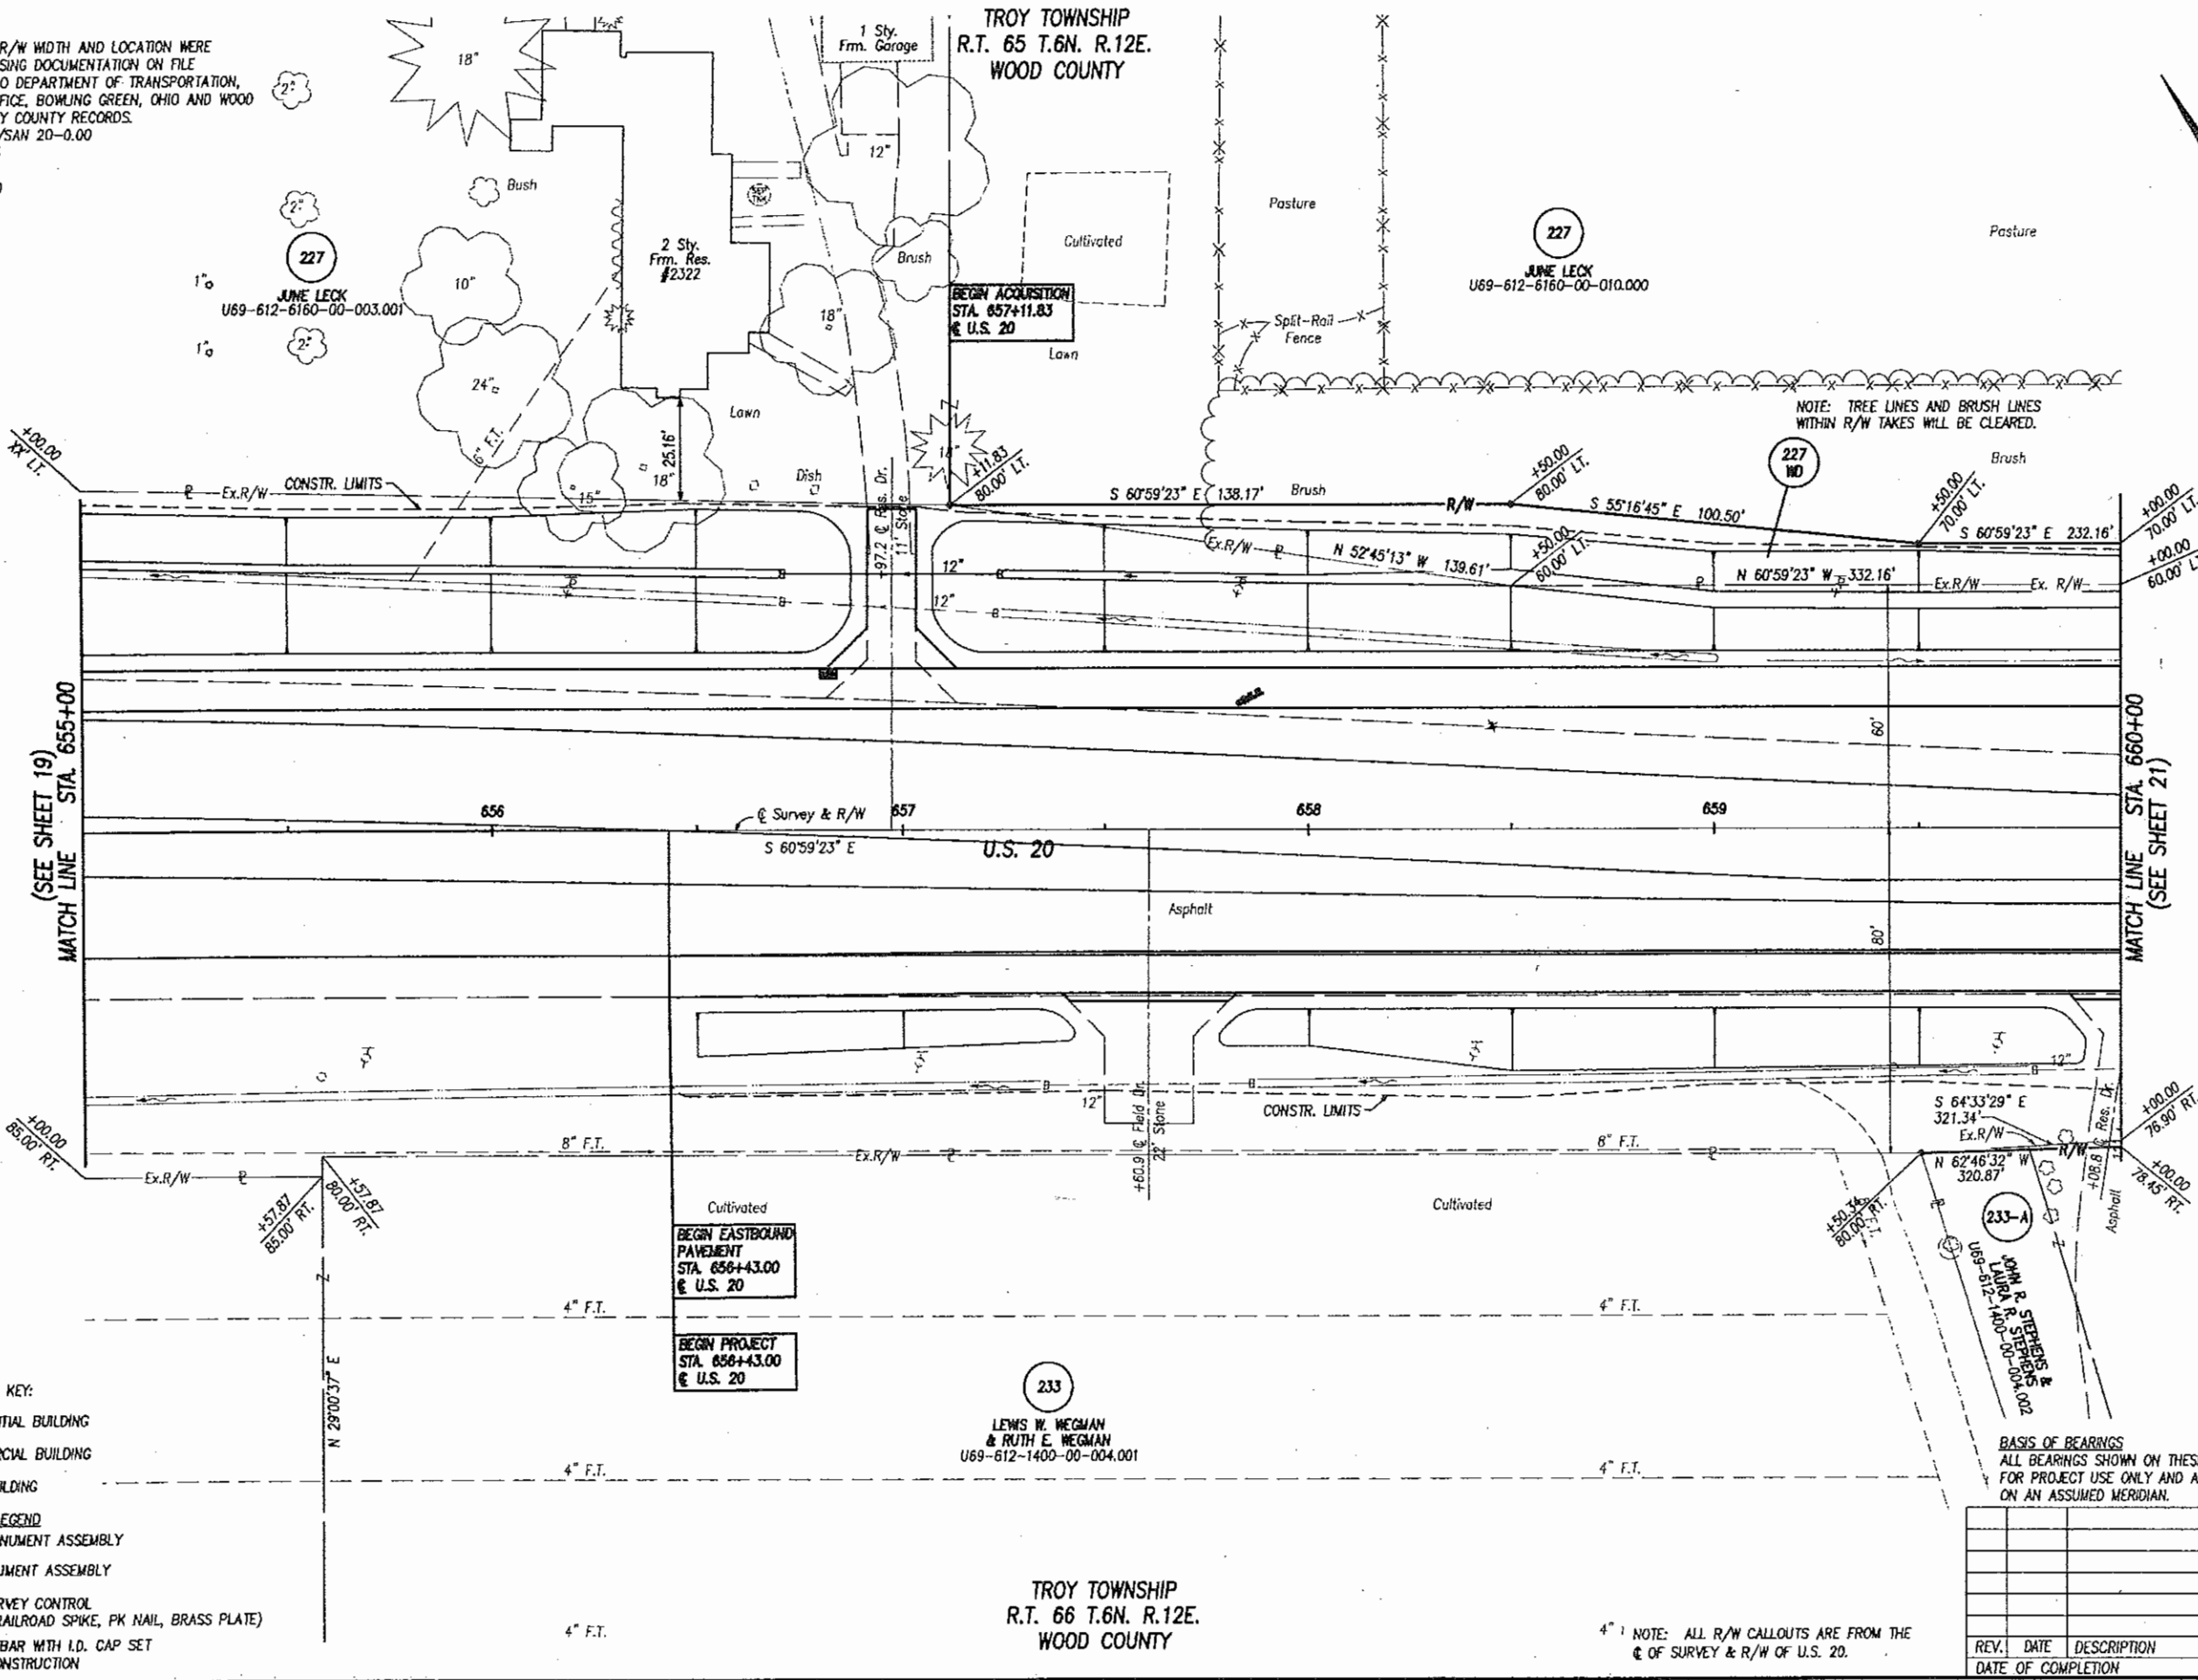 R/W WIDTH AND LOCATION WERE
SING DOCUMENTATION ON FILE
O DEPARTMENT OF TRANSPORTATION,
FICE, BOWLING GREEN, OHIO AND WOOD
Y COUNTY RECORDS.
/SAN 20-0.00
TROY TOWNSHIP
R.T. 65 T.6N. R.12E.
WOOD COUNTY
1 Sty.
Frm. Garage
18"
2"
12"
Bush
SEP
TNK
2"
227
JUNE LECK
U69-612-6160-00-003.001
1"
1"
2"
10"
24"
2 Sty.
Frm. Res.
#2322
18"
Brush
Cultivated
BEGIN ACQUISITION
STA. 657+11.83
℄ U.S. 20
Lawn
Pasture
227
JUNE LECK
U69-612-6160-00-010.000
Pasture
Split-Rail
Fence
NOTE: TREE LINES AND BRUSH LINES
WITHIN R/W TAKES WILL BE CLEARED.
227
WD
Brush
Lawn
25.16'
6" F.T.
15"
18"
Dish
18"
+00.00
XX' LT.
Ex.R/W
CONSTR. LIMITS
+97.2 ℄ Res. Dr.
11' Stone
+11.83
80.00' LT.
S 60°59'23" E 138.17'
Brush
R/W
+50.00
80.00' LT.
S 55°16'45" E 100.50'
+50.00
70.00' LT.
S 60°59'23" E 232.16'
+00.00
70.00' LT.
+00.00
60.00' L
Ex.R/W
N 52°45'13" W 139.61'
+50.00
60.00' LT.
N 60°59'23" W 332.16'
Ex.R/W
Ex. R/W
12"
12"
(SEE SHEET 19)
MATCH LINE STA. 655+00
656
℄ Survey & R/W
657
658
659
S 60°59'23" E
U.S. 20
Asphalt
60'
80'
MATCH LINE STA. 660+00
(SEE SHEET 21)
12"
12"
CONSTR. LIMITS
+60.9 ℄ Field Dr.
22' Stone
+00.00
85.00' RT.
Ex.R/W
8" F.T.
Ex.R/W
8" F.T.
+57.87
85.00' RT.
+57.87
80.00' RT.
S 64°33'29" E
321.34'
Ex.R/W
R/W
N 62°46'32" W
320.87'
+08.8 ℄ Res. Dr.
Asphalt
+00.00
76.90' RT.
+00.00
78.45' RT.
+50.34
80.00' RT.
F.T.
233-A
JOHN R. STEPHENS &
LAURA R. STEPHENS
U69-612-1400-00-004.002
Cultivated
Cultivated
BEGIN EASTBOUND
PAVEMENT
STA. 656+43.00
℄ U.S. 20
4" F.T.
4" F.T.
BEGIN PROJECT
STA. 656+43.00
℄ U.S. 20
N 29°00'37" E
233
LEWIS W. WEGMAN
& RUTH E. WEGMAN
U69-612-1400-00-004.001
4" F.T.
4" F.T.
KEY:
TIAL BUILDING
RCIAL BUILDING
ILDING
EGEND
NUMENT ASSEMBLY
UMENT ASSEMBLY
RVEY CONTROL
AILROAD SPIKE, PK NAIL, BRASS PLATE)
BAR WITH I.D. CAP SET
ONSTRUCTION
4" F.T.
TROY TOWNSHIP
R.T. 66 T.6N. R.12E.
WOOD COUNTY
4"
NOTE: ALL R/W CALLOUTS ARE FROM THE
℄ OF SURVEY & R/W OF U.S. 20.
BASIS OF BEARINGS
ALL BEARINGS SHOWN ON THES
FOR PROJECT USE ONLY AND A
ON AN ASSUMED MERIDIAN.
REV. DATE DESCRIPTION
DATE OF COMPLETION